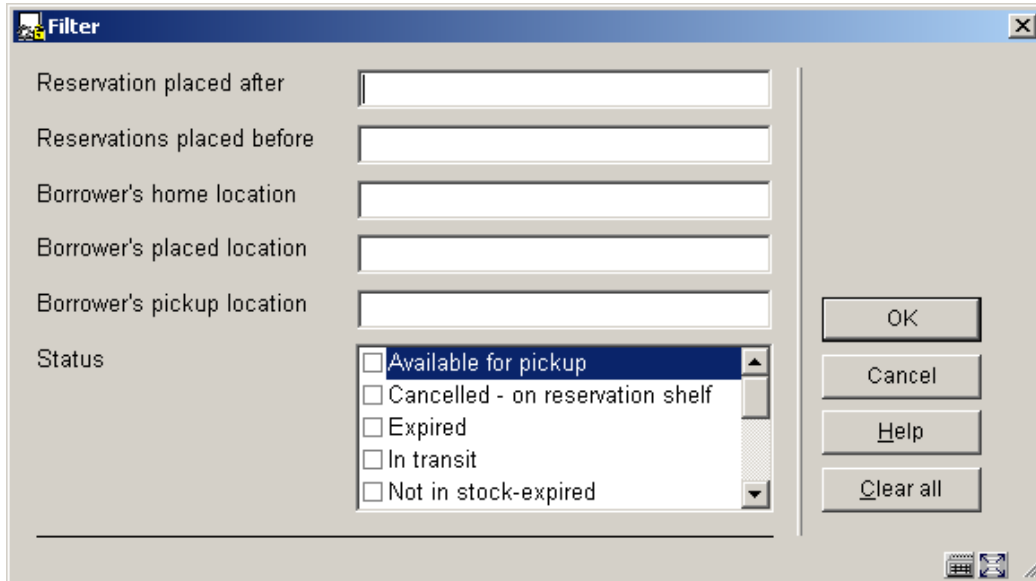 Filter
Reservation placed after
Reservations placed before
Borrower's home location
Borrower's placed location
Borrower's pickup location
Status
Available for pickup
Cancelled - on reservation shelf
Expired
In transit
Not in stock-expired
OK
Cancel
Help
Clear all